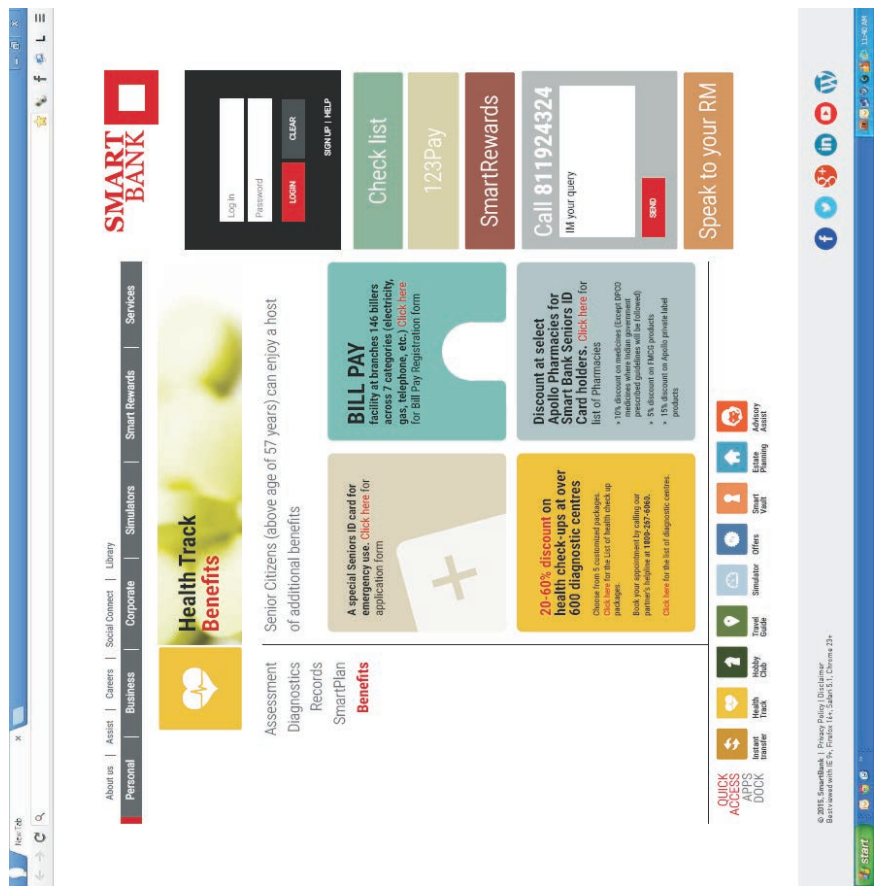 New Tab
SMART
BANK
About us | Assist | Careers | Social Connect | Library
Personal | Business | Corporate | Simulators | Smart Rewards | Services
Health Track
Benefits
Assessment
Diagnostics
Records
SmartPlan
Benefits
Senior Citizens (above age of 57 years) can enjoy a host
of additional benefits
A special Seniors ID card for
emergency use. Click here for
application form
BILL PAY
facility at branches 146 billers
across 7 categories (electricity,
gas, telephone, etc.) Click here
for Bill Pay Registration form
20-60% discount on
health check-ups at over
600 diagnostic centres
Choose from 5 customized packages.
Click here for the List of health check up
packages.
Book your appointment by calling our
partner's helpline at 1800-267-6060.
Click here for the list of diagnostic centres.
Discount at select
Apollo Pharmacies for
Smart Bank Seniors ID
Card holders. Click here for
list of Pharmacies
» 10% discount on medicines (Except DPCO
medicines where Indian government
prescribed guidelines will be followed)
» 5% discount on FMCG products
» 15% discount on Apollo private label
products
Log in
Password
LOGIN
CLEAR
SIGN UP | HELP
Check list
123Pay
SmartRewards
Call 811924324
IM your query
SEND
Speak to your RM
QUICK
ACCESS
APPS
DOCK
Instant
transfer
Health
Track
Hobby
Club
Travel
Guide
Simulator
Offers
Smart
Vault
Estate
Planning
Advisory
Assist
© 2015, SmartBank | Privacy Policy | Disclaimer
Best viewed with IE 9+, Firefox 16+, Safari 5.1, Chrome 23+
start
11:40 AM